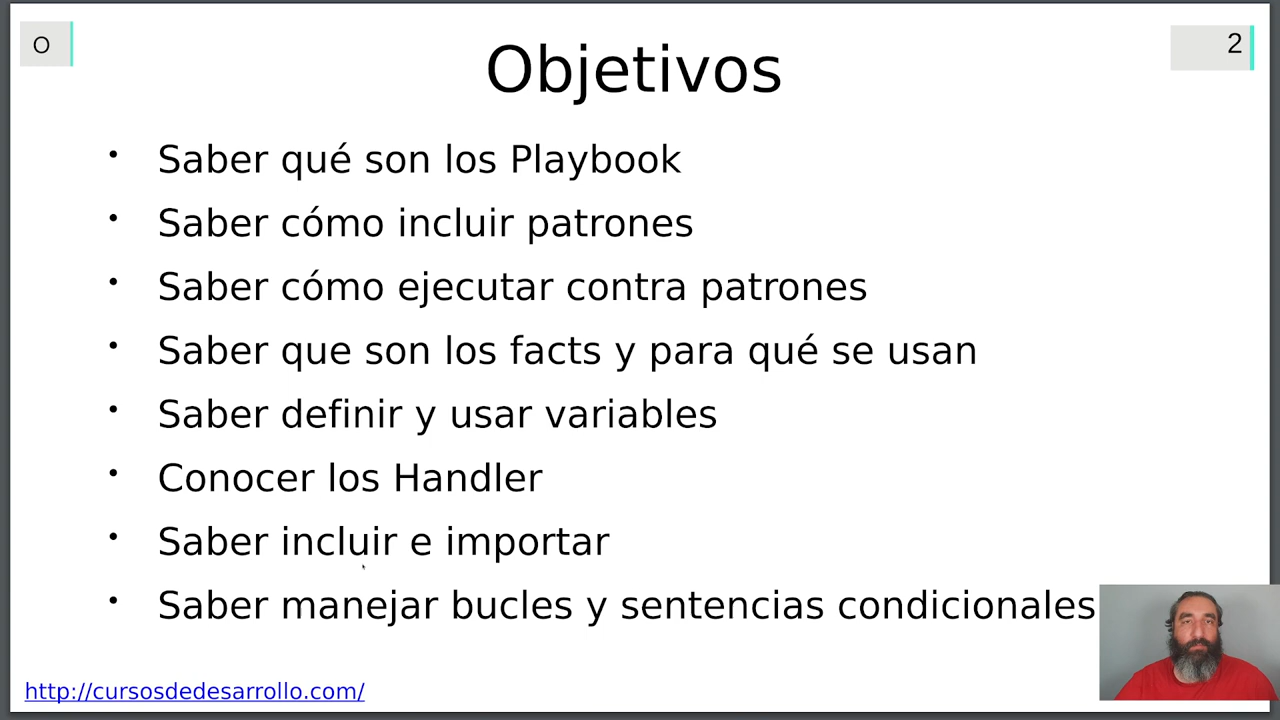 O
2
Objetivos
• Saber qué son los Playbook
• Saber cómo incluir patrones
• Saber cómo ejecutar contra patrones
• Saber que son los facts y para qué se usan
• Saber definir y usar variables
• Conocer los Handler
• Saber incluir e importar
• Saber manejar bucles y sentencias condicionales
http://cursosdedesarrollo.com/